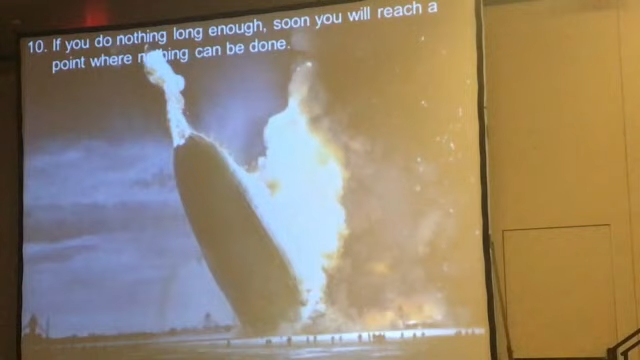 10. If you do nothing long enough, soon you will reach a
point where nothing can be done.